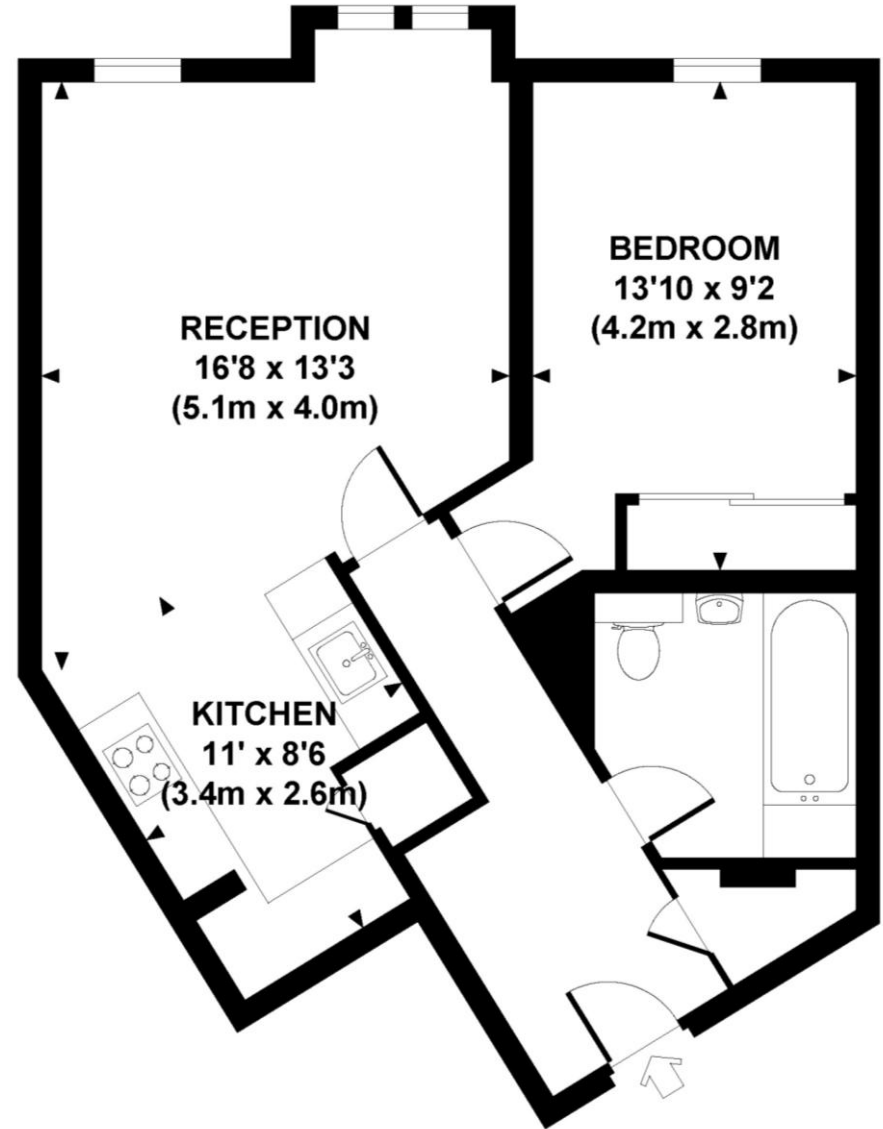 BEDROOM
13'10 x 9'2
(4.2m x 2.8m)
RECEPTION
16'8 x 13'3
(5.1m x 4.0m)
KITCHEN
11' x 8'6
(3.4m x 2.6m)